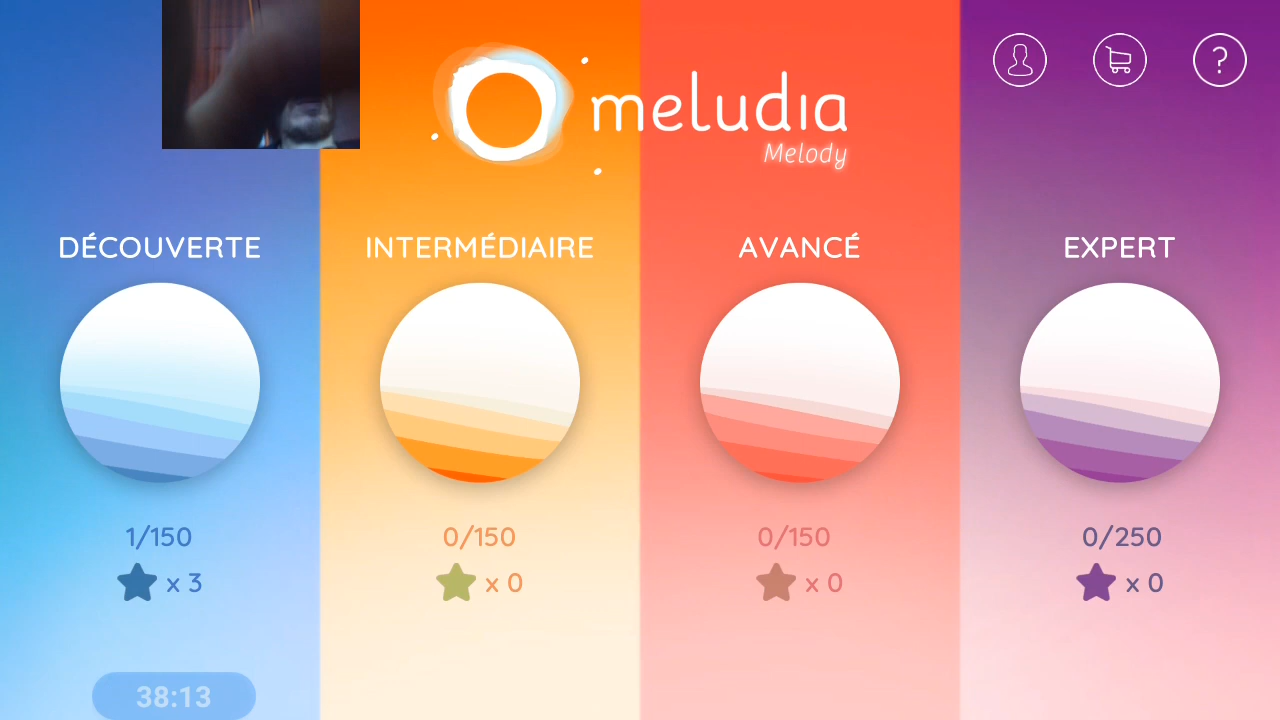 meludia
Melody
?
DÉCOUVERTE
INTERMÉDIAIRE
AVANCÉ
EXPERT
1/150
0/150
0/150
0/250
x 3
x 0
x 0
x 0
38:13